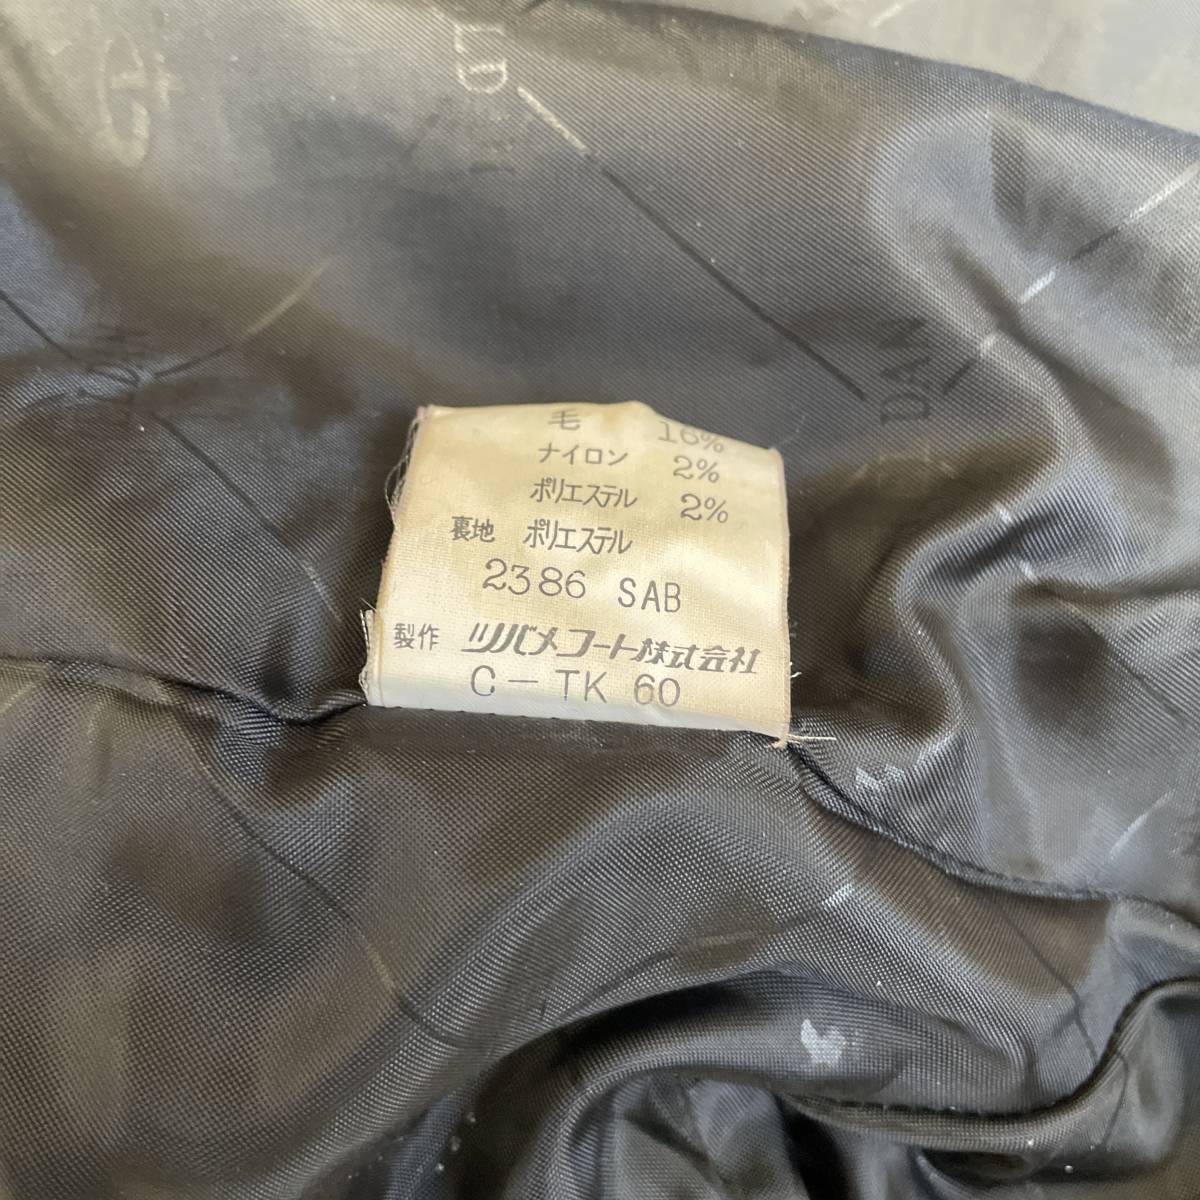 LD
DAN
毛 16%
ナイロン 2%
ポリエステル 2%
裏地 ポリエステル
2386 SAB
製作 ツバメコート株式会社
C-TK 60